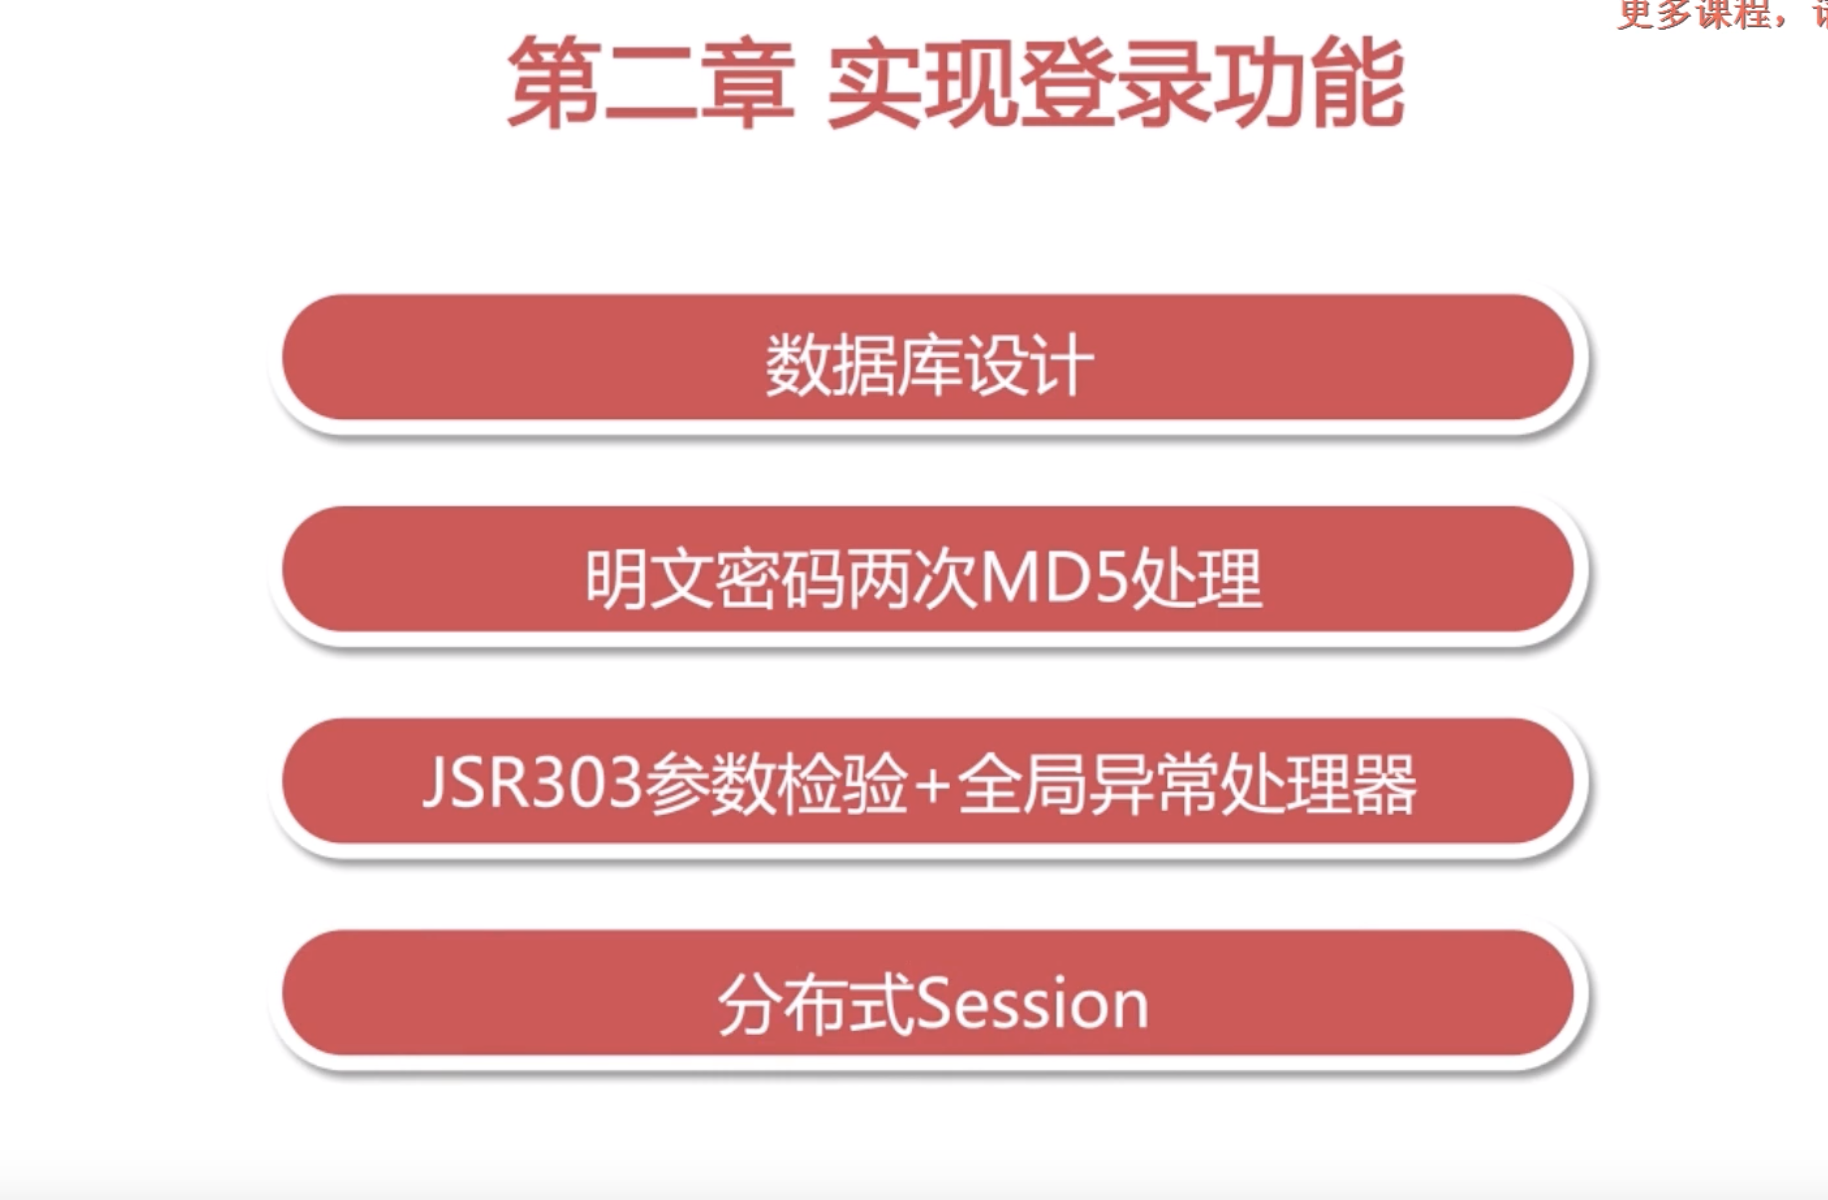 更多课程，
第二章 实现登录功能
数据库设计
明文密码两次MD5处理
JSR303参数检验+全局异常处理器
分布式Session